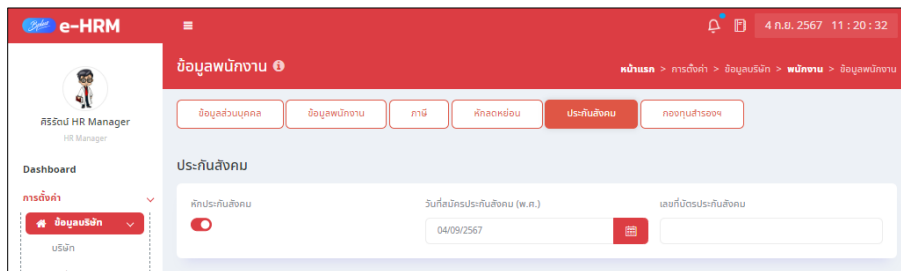 e-HRM
4 ก.ย. 2567 11 : 20 : 32
ข้อมูลพนักงาน
หน้าแรก > การตั้งค่า > ข้อมูลบริษัท > พนักงาน > ข้อมูลพนักงาน
ศิริรัตน์ HR Manager
HR Manager
ข้อมูลส่วนบุคคล ข้อมูลพนักงาน ภาษี หักลดหย่อน ประกันสังคม กองทุนสำรองฯ
Dashboard
ประกันสังคม
การตั้งค่า
หักประกันสังคม วันที่สมัครประกันสังคม (พ.ศ.) เลขที่บัตรประกันสังคม
ข้อมูลบริษัท
04/09/2567
บริษัท